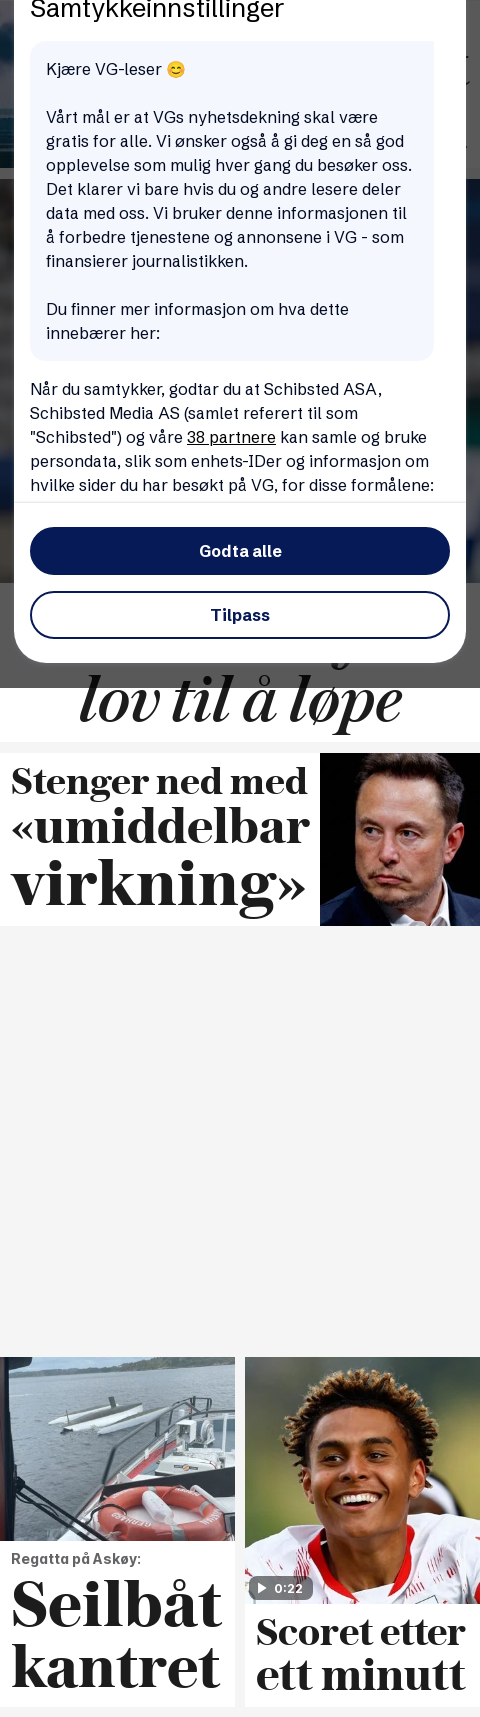 Samtykkeinnstillinger
Kjære VG-leser 😊
Vårt mål er at VGs nyhetsdekning skal være
gratis for alle. Vi ønsker også å gi deg en så god
opplevelse som mulig hver gang du besøker oss.
Det klarer vi bare hvis du og andre lesere deler
data med oss. Vi bruker denne informasjonen til
å forbedre tjenestene og annonsene i VG - som
finansierer journalistikken.
Du finner mer informasjon om hva dette
innebærer her:
Når du samtykker, godtar du at Schibsted ASA,
Schibsted Media AS (samlet referert til som
"Schibsted") og våre 38 partnere kan samle og bruke
persondata, slik som enhets-IDer og informasjon om
hvilke sider du har besøkt på VG, for disse formålene:
Godta alle
Tilpass
lov til å løpe
Stenger ned med
«umiddelbar
virkning»
Regatta på Askøy:
Seilbåt
kantret
0:22
Scoret etter
ett minutt